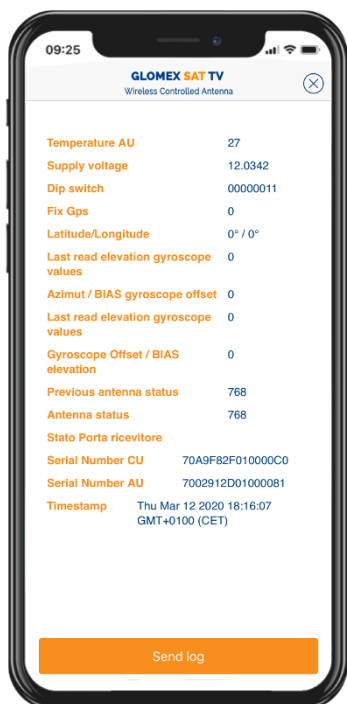 09:25
GLOMEX SAT TV
Wireless Controlled Antenna
Temperature AU 27
Supply voltage 12.0342
Dip switch 00000011
Fix Gps 0
Latitude/Longitude 0° / 0°
Last read elevation gyroscope 0
values
Azimut / BIAS gyroscope offset 0
Last read elevation gyroscope 0
values
Gyroscope Offset / BIAS 0
elevation
Previous antenna status 768
Antenna status 768
Stato Porta ricevitore
Serial Number CU 70A9F82F010000C0
Serial Number AU 7002912D01000081
Timestamp Thu Mar 12 2020 18:16:07
GMT+0100 (CET)
Send log